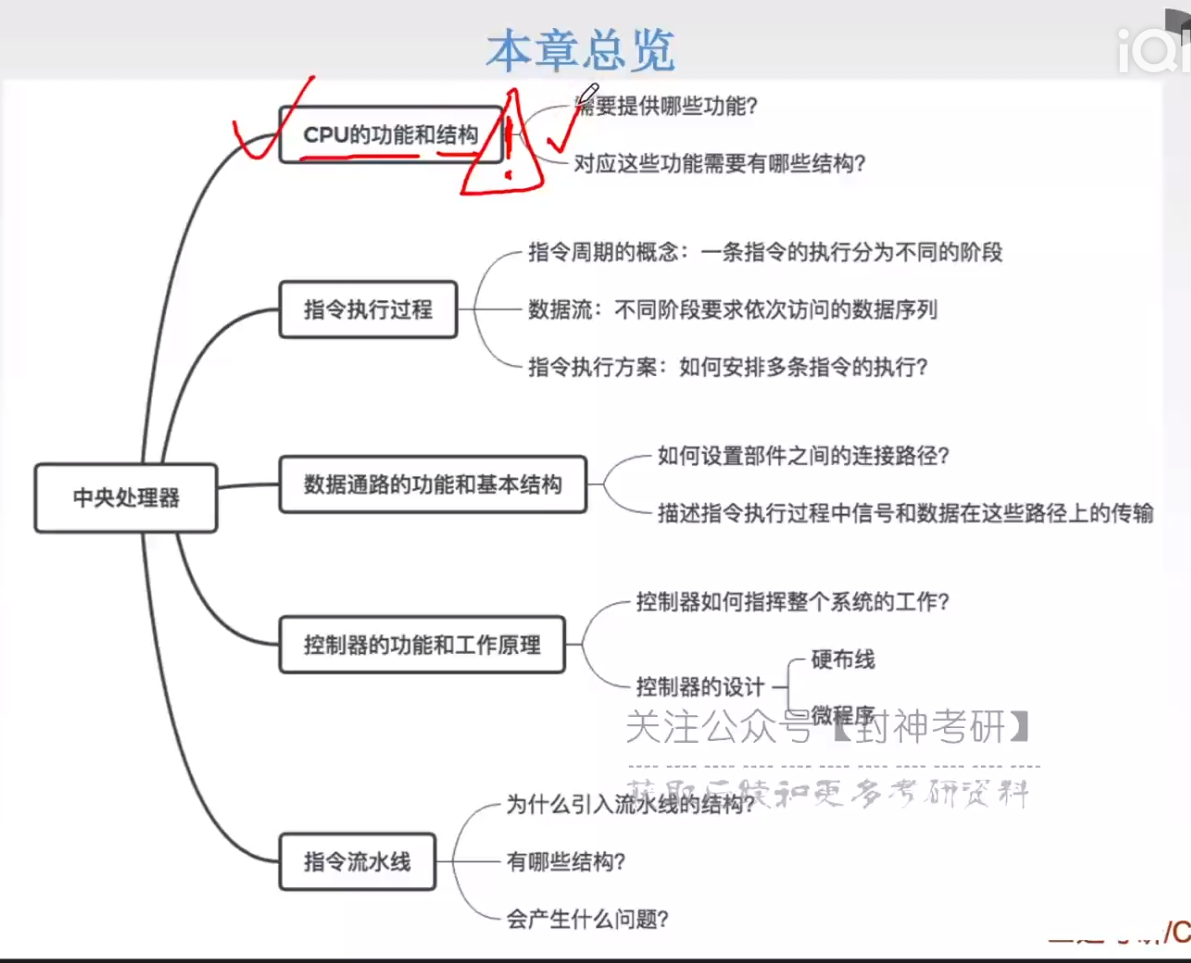 本章总览
iQI
CPU的功能和结构
需要提供哪些功能?
对应这些功能需要有哪些结构?
指令执行过程
指令周期的概念：一条指令的执行分为不同的阶段
数据流：不同阶段要求依次访问的数据序列
指令执行方案：如何安排多条指令的执行?
中央处理器
数据通路的功能和基本结构
如何设置部件之间的连接路径?
描述指令执行过程中信号和数据在这些路径上的传输
控制器的功能和工作原理
控制器如何指挥整个系统的工作?
控制器的设计
硬布线
微程序
关注公众号【封神考研】
获取后续和更多考研资料
指令流水线
为什么引入流水线的结构?
有哪些结构?
会产生什么问题?
/C